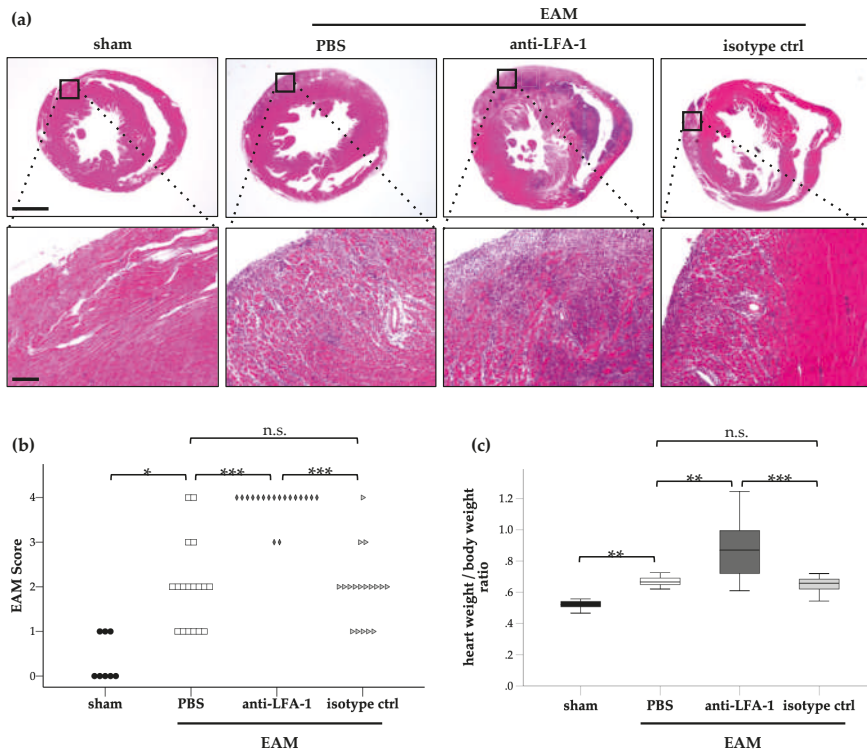 (a)
EAM
sham
PBS
anti-LFA-1
isotype ctrl
(b)
n.s.
*
***
***
4
3
2
1
0
EAM Score
sham
PBS
anti-LFA-1
isotype ctrl
EAM
(c)
n.s.
**
***
**
1.2
1.0
.8
.6
.4
.2
.0
heart weight / body weight
ratio
sham
PBS
anti-LFA-1
isotype ctrl
EAM